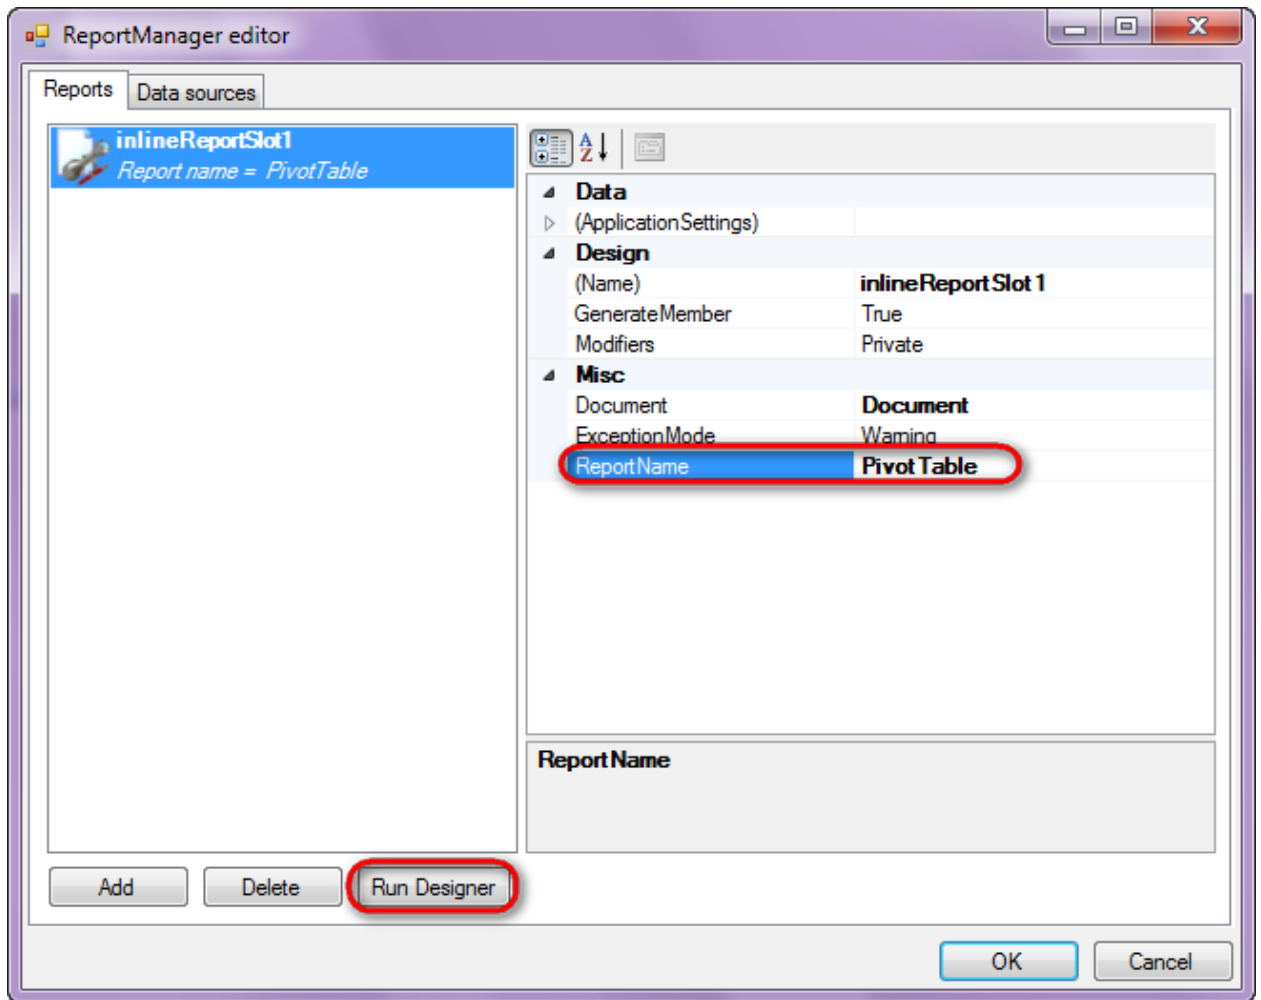 ReportManager editor
Reports
Data sources
inlineReportSlot1
Report name = PivotTable
Data
(ApplicationSettings)
Design
(Name) inlineReportSlot1
GenerateMember True
Modifiers Private
Misc
Document Document
ExceptionMode Warning
ReportName PivotTable
ReportName
Add
Delete
Run Designer
OK
Cancel